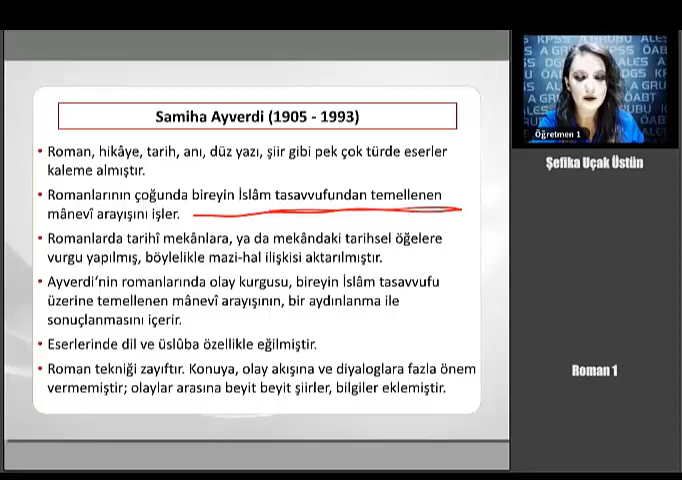 Samiha Ayverdi (1905 - 1993)
• Roman, hikâye, tarih, anı, düz yazı, şiir gibi pek çok türde eserler
kaleme almıştır.
• Romanlarının çoğunda bireyin İslâm tasavvufundan temellenen
mânevî arayışını işler.
• Romanlarda tarihî mekânlara, ya da mekândaki tarihsel öğelere
vurgu yapılmış, böylelikle mazi-hal ilişkisi aktarılmıştır.
• Ayverdi’nin romanlarında olay kurgusu, bireyin İslâm tasavvufu
üzerine temellenen mânevî arayışının, bir aydınlanma ile
sonuçlanmasını içerir.
• Eserlerinde dil ve üslûba özellikle eğilmiştir.
• Roman tekniği zayıftır. Konuya, olay akışına ve diyaloglara fazla önem
vermemiştir; olaylar arasına beyit beyit şiirler, bilgiler eklemiştir.
Öğretmen 1
Şefika Uçak Üstün
Roman 1